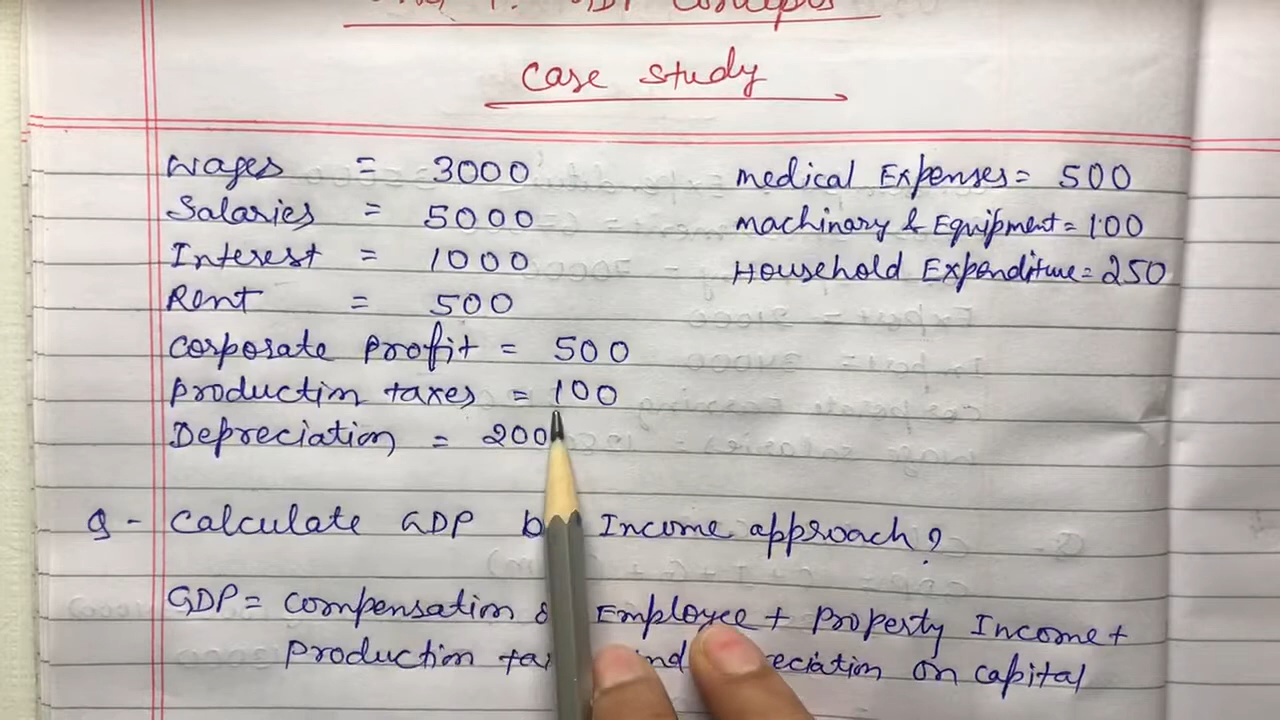 Case study
Wages = 3000
Salaries = 5000
Interest = 1000
Rent = 500
Corporate Profit = 500
Production taxes = 100
Depreciation = 200
medical Expenses = 500
machinary & Equipment = 100
Household Expenditure = 250
Q - Calculate GDP Income approach?
GDP = Compensation Employee + Property Income +
Production on capital